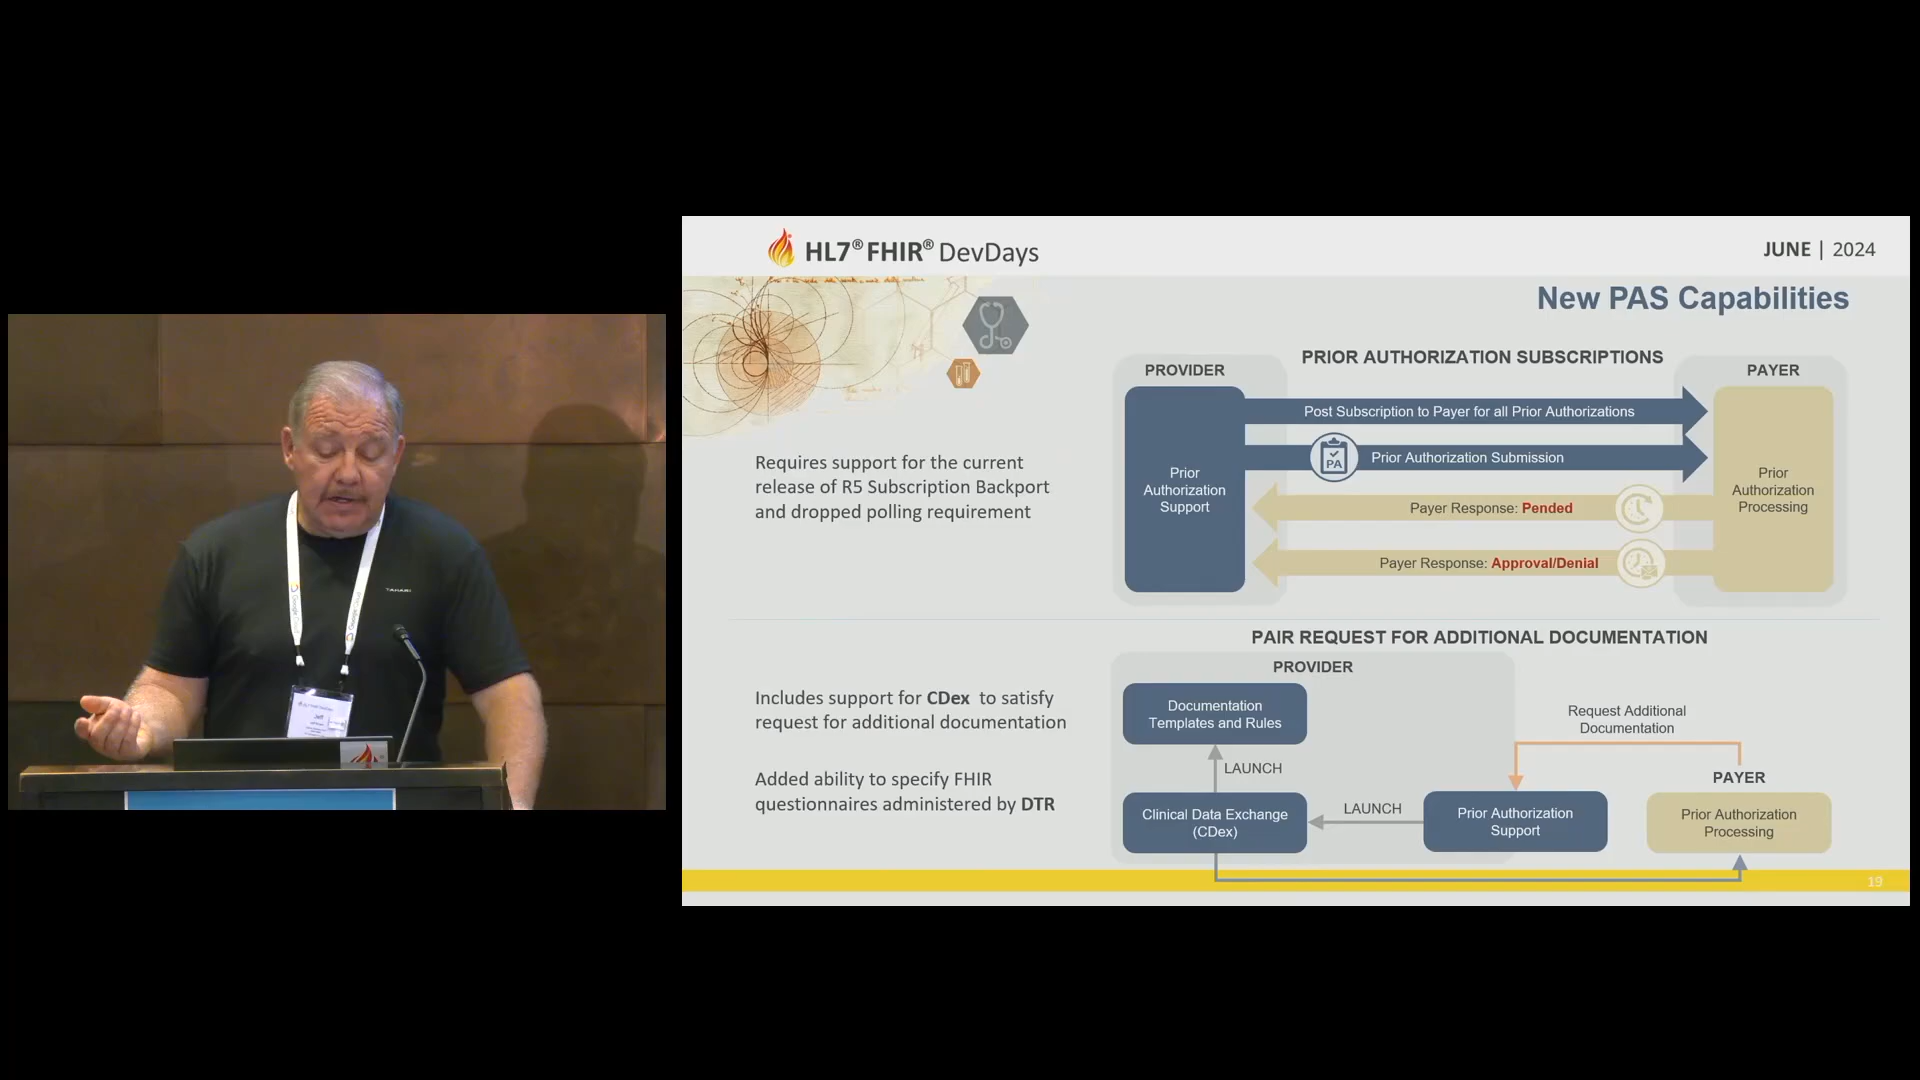 HL7® FHIR® DevDays
JUNE | 2024
New PAS Capabilities
PRIOR AUTHORIZATION SUBSCRIPTIONS
PROVIDER
PAYER
Post Subscription to Payer for all Prior Authorizations
PA
Prior Authorization Submission
Prior
Authorization
Support
Prior
Authorization
Processing
Payer Response: Pended
Payer Response: Approval/Denial
Requires support for the current
release of R5 Subscription Backport
and dropped polling requirement
PAIR REQUEST FOR ADDITIONAL DOCUMENTATION
PROVIDER
Includes support for CDex to satisfy
request for additional documentation
Added ability to specify FHIR
questionnaires administered by DTR
Documentation
Templates and Rules
LAUNCH
Clinical Data Exchange
(CDex)
LAUNCH
Prior Authorization
Support
Request Additional
Documentation
PAYER
Prior Authorization
Processing
19
TAHARI